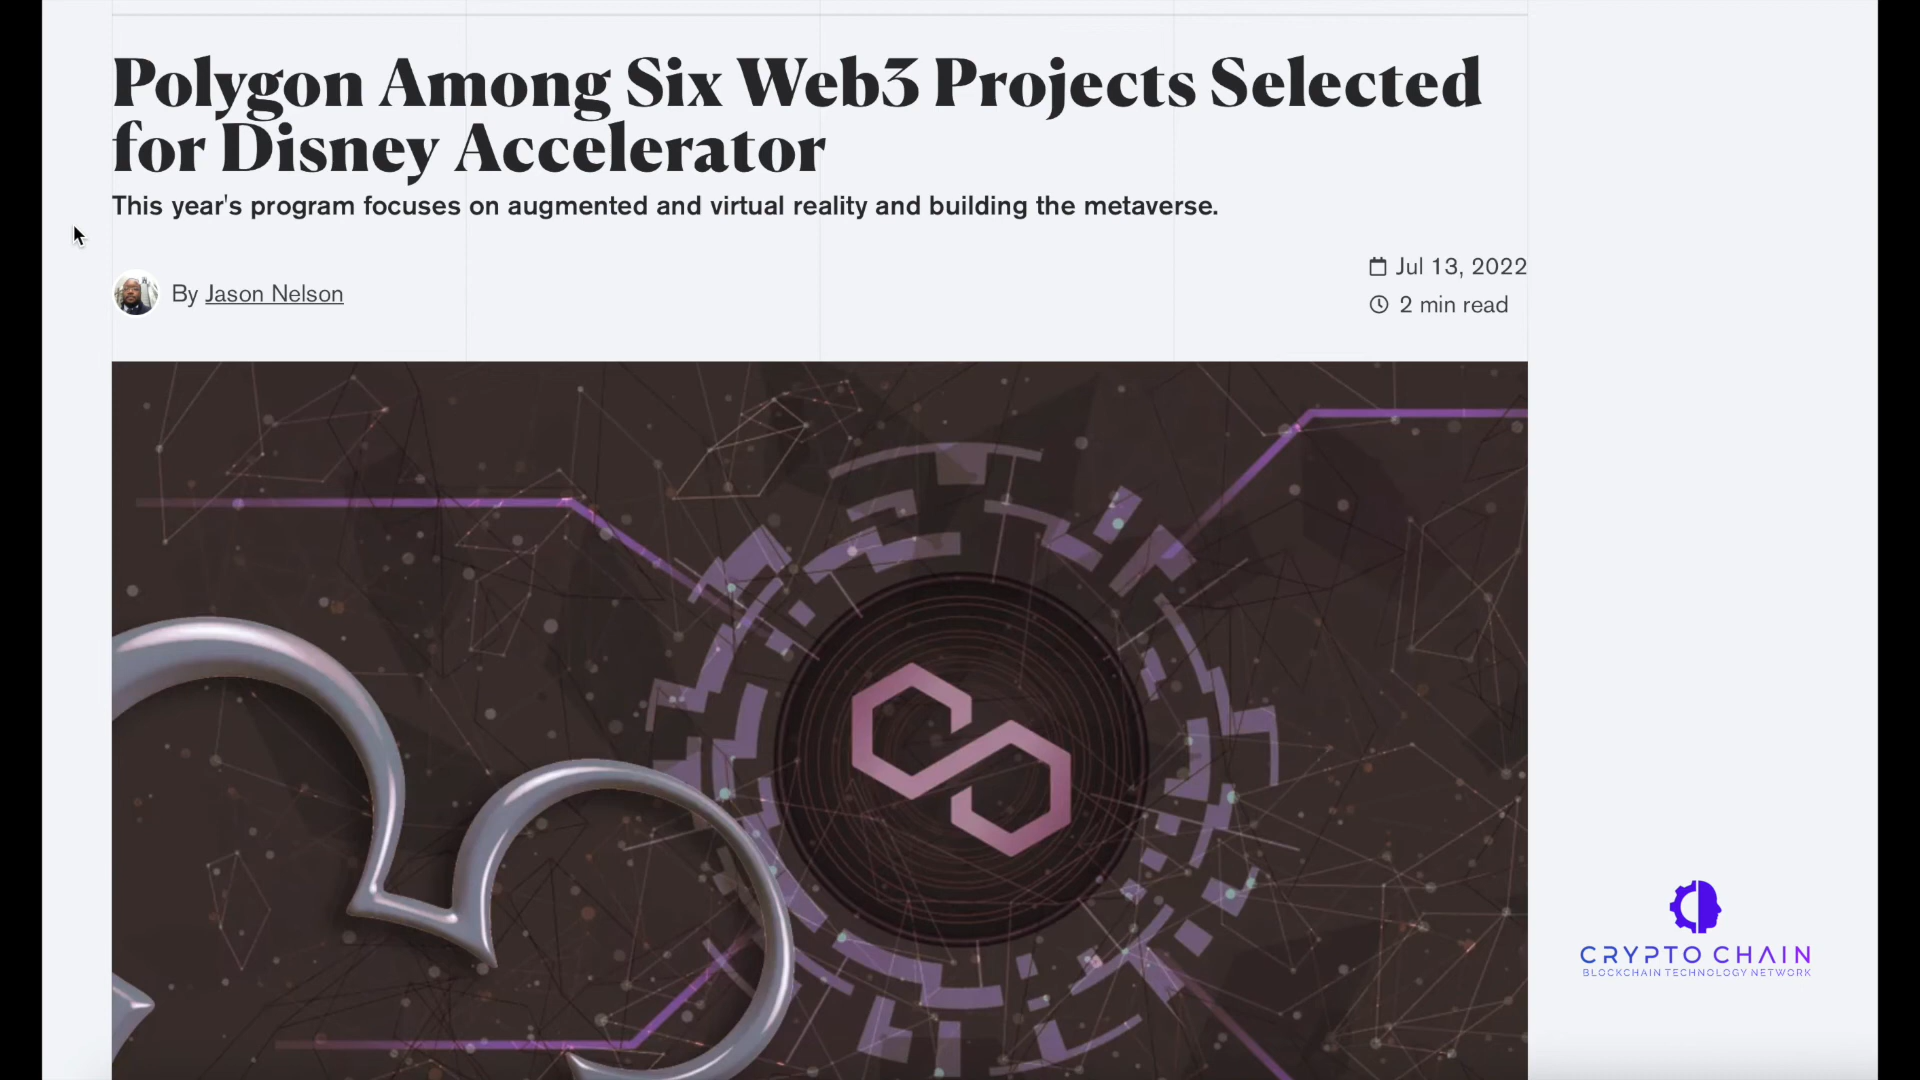 Polygon Among Six Web3 Projects Selected
for Disney Accelerator
This year's program focuses on augmented and virtual reality and building the metaverse.
By Jason Nelson
Jul 13, 2022
2 min read
CRYPTO CHAIN
BLOCKCHAIN TECHNOLOGY NETWORK